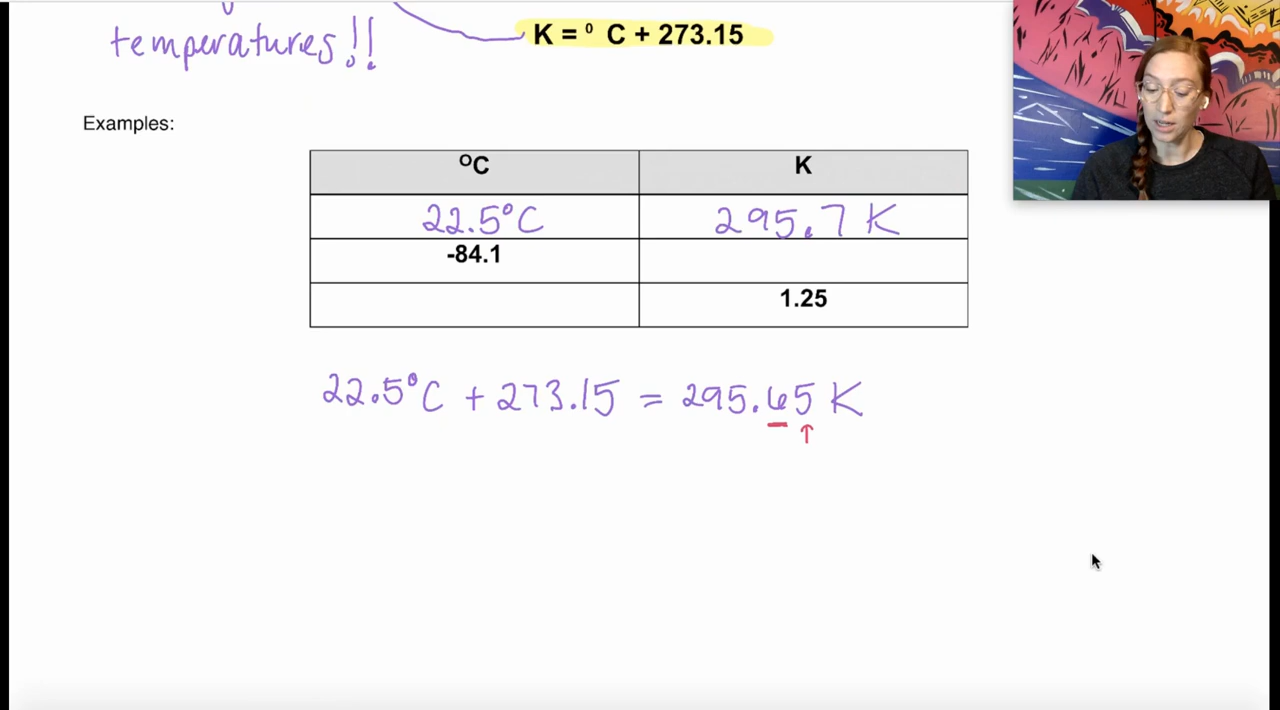 temperatures!!
K = ⁰ C + 273.15
Examples:
ºC K
22.5°C 295.7 K
-84.1
1.25
22.5°C + 273.15 = 295.65 K